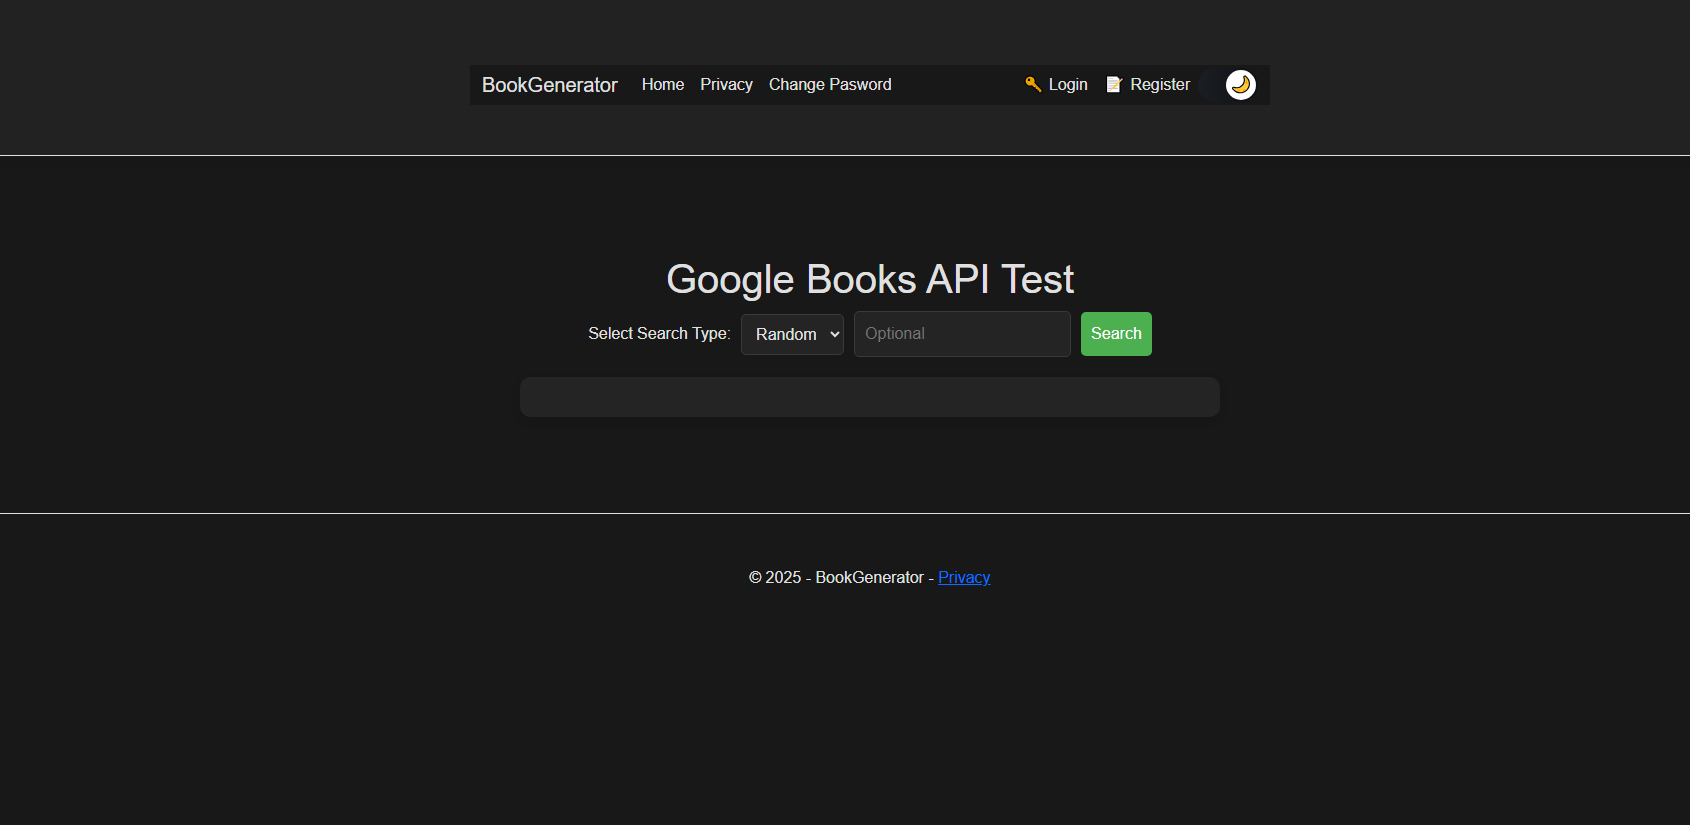 BookGenerator Home Privacy Change Pasword 🔑 Login 📝 Register 🌙
Google Books API Test
Select Search Type: Random Optional Search
© 2025 - BookGenerator - Privacy